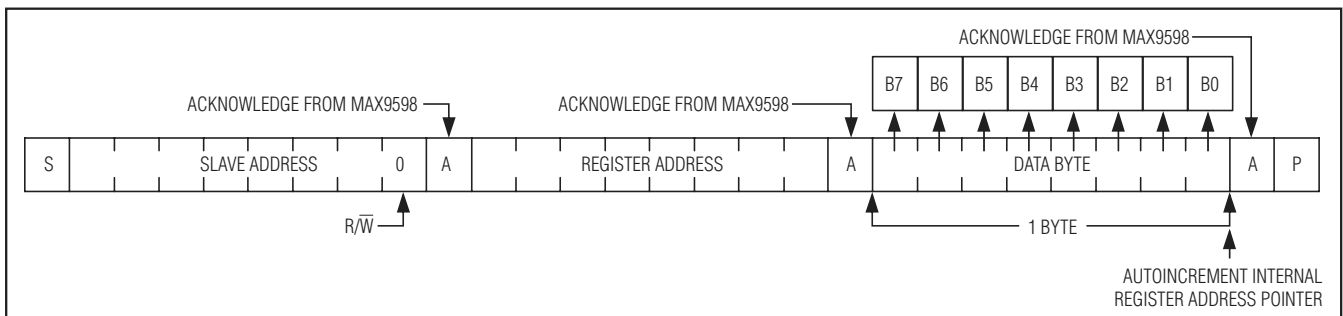 ACKNOWLEDGE FROM MAX9598
B7 B6 B5 B4 B3 B2 B1 B0
ACKNOWLEDGE FROM MAX9598 ACKNOWLEDGE FROM MAX9598
S SLAVE ADDRESS 0 A REGISTER ADDRESS A DATA BYTE A P
R/W̅ 1 BYTE
AUTOINCREMENT INTERNAL
REGISTER ADDRESS POINTER